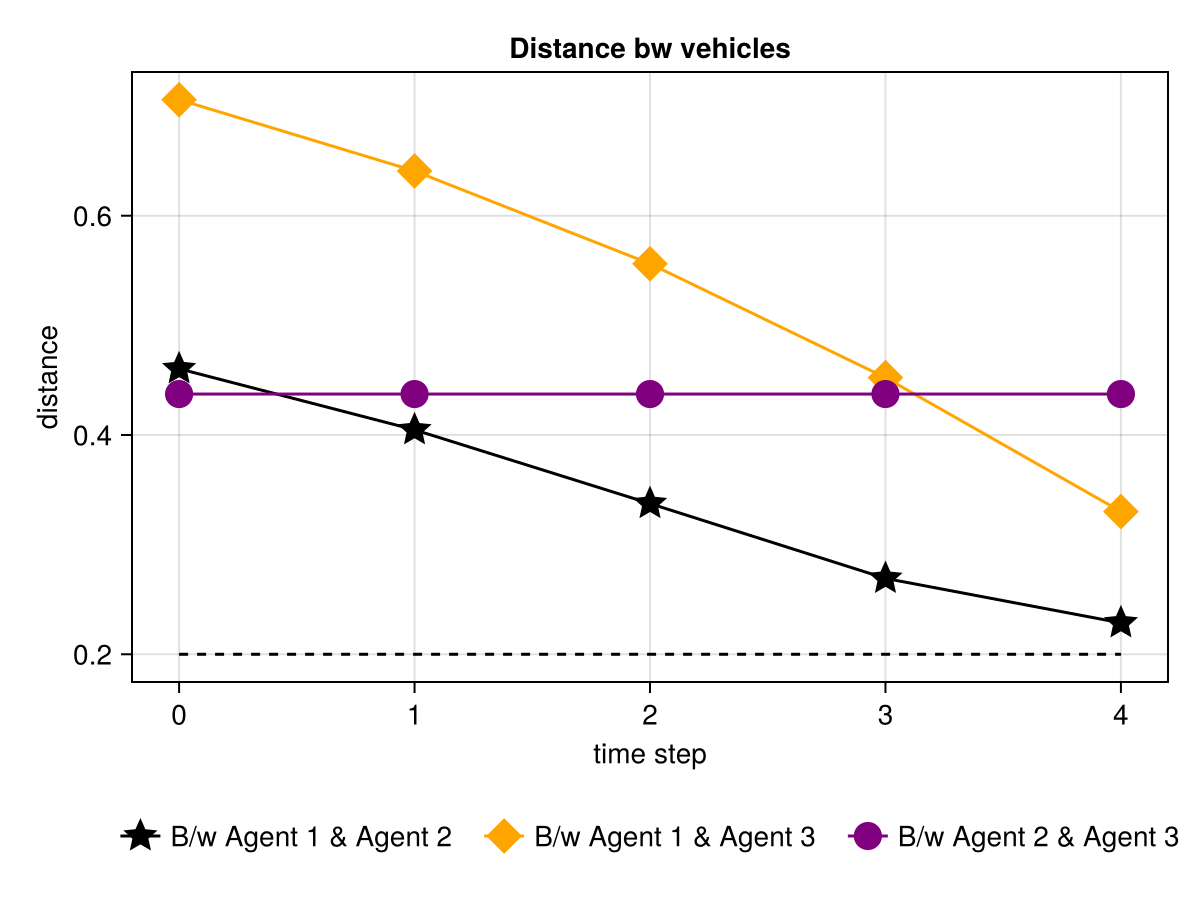 Distance bw vehicles
distance
0.6
0.4
0.2
0 1 2 3 4
time step
B/w Agent 1 & Agent 2 B/w Agent 1 & Agent 3 B/w Agent 2 & Agent 3